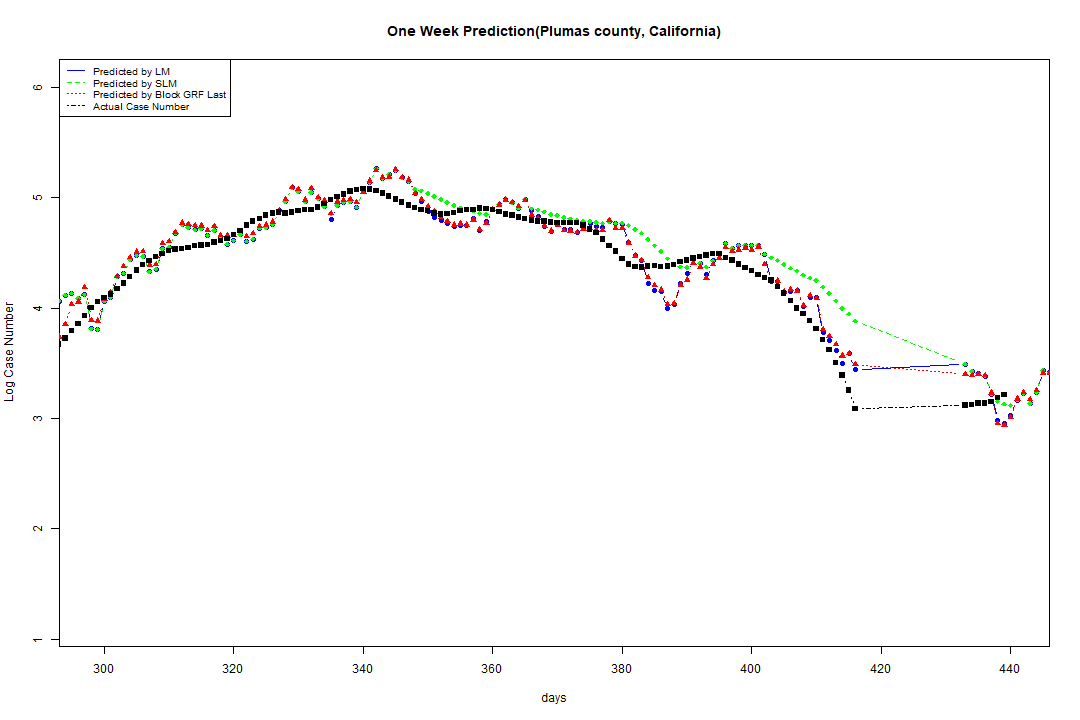 One Week Prediction(Plumas county, California)
Predicted by LM
Predicted by SLM
Predicted by Block GRF Last
Actual Case Number
6
5
4
3
2
1
Log Case Number
300 320 340 360 380 400 420 440
days